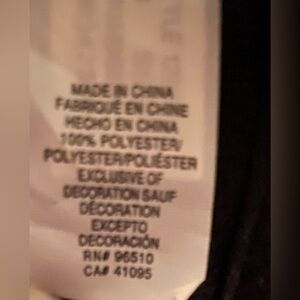 MADE IN CHINA
FABRIQUÉ EN CHINE
HECHO EN CHINA
100% POLYESTER/
POLYESTER/POLIÉSTER
EXCLUSIVE OF
DECORATION SAUF
DÉCORATION
EXCEPTO
DECORACIÓN
RN# 96510
CA# 41095